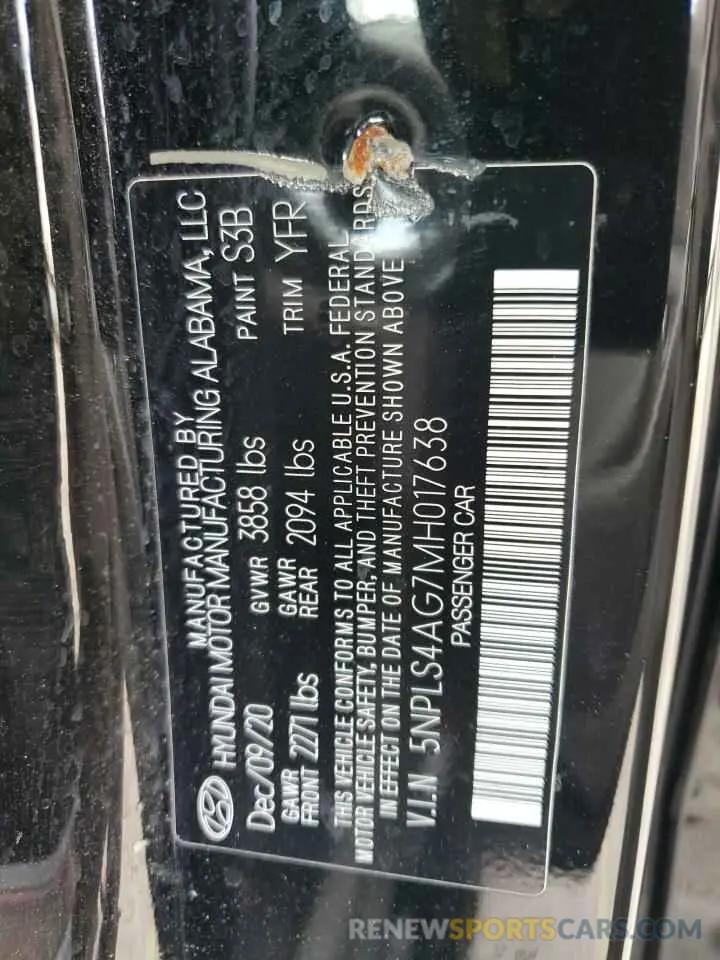 MANUFACTURED BY
HYUNDAI MOTOR MANUFACTURING ALABAMA, LLC
Dec/09/20 GVWR 3858 lbs PAINT S3B
GAWR FRONT 2271 lbs GAWR REAR 2094 lbs TRIM YFR
THIS VEHICLE CONFORMS TO ALL APPLICABLE U.S.A. FEDERAL
MOTOR VEHICLE SAFETY, BUMPER, AND THEFT PREVENTION STANDARDS
IN EFFECT ON THE DATE OF MANUFACTURE SHOWN ABOVE
V.I.N 5NPLS4AG7MH017638
PASSENGER CAR
RENEWSPORTSCARS.COM